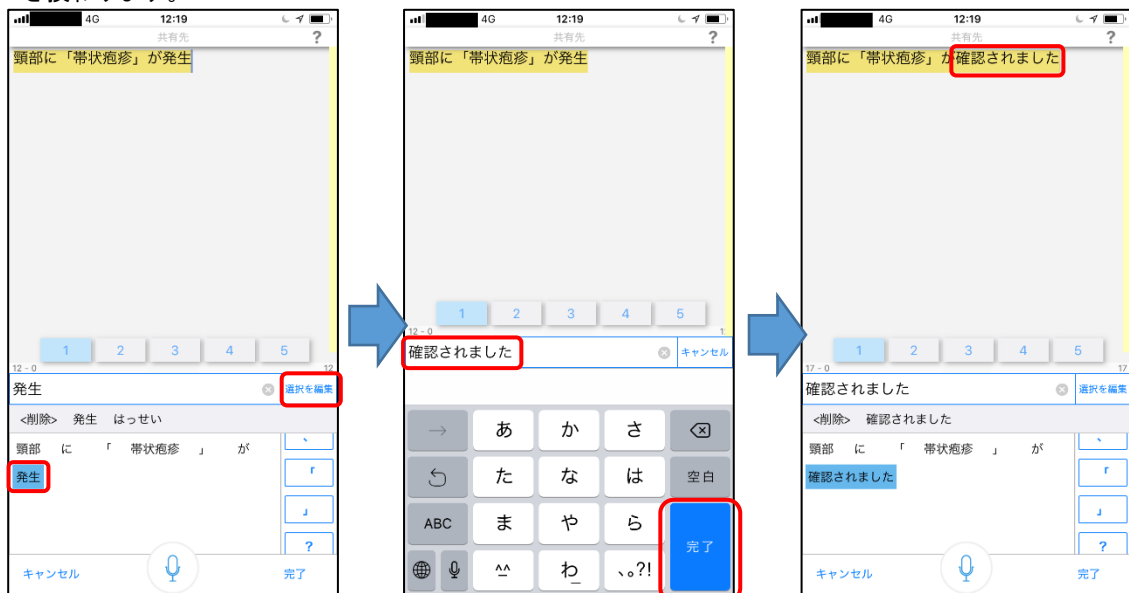 4G 12:19
共有先 ?
頸部に「帯状疱疹」が発生
1 2 3 4 5
12 - 0 12
発生 選択を編集
<削除> 発生 はっせい
頸部 に 「 帯状疱疹 」 が 、
発生 「
」
?
キャンセル 完了
4G 12:19
共有先 ?
頸部に「帯状疱疹」が発生
1 2 3 4 5
12 - 0
確認されました キャンセル
→ あ か さ
た な は 空白
ABC ま や ら 完了
^^ わ_ 、。?!
4G 12:19
共有先 ?
頸部に「帯状疱疹」が確認されました
1 2 3 4 5
17 - 0 17
確認されました 選択を編集
<削除> 確認されました
頸部 に 「 帯状疱疹 」 が 、
確認されました 「
」
?
キャンセル 完了